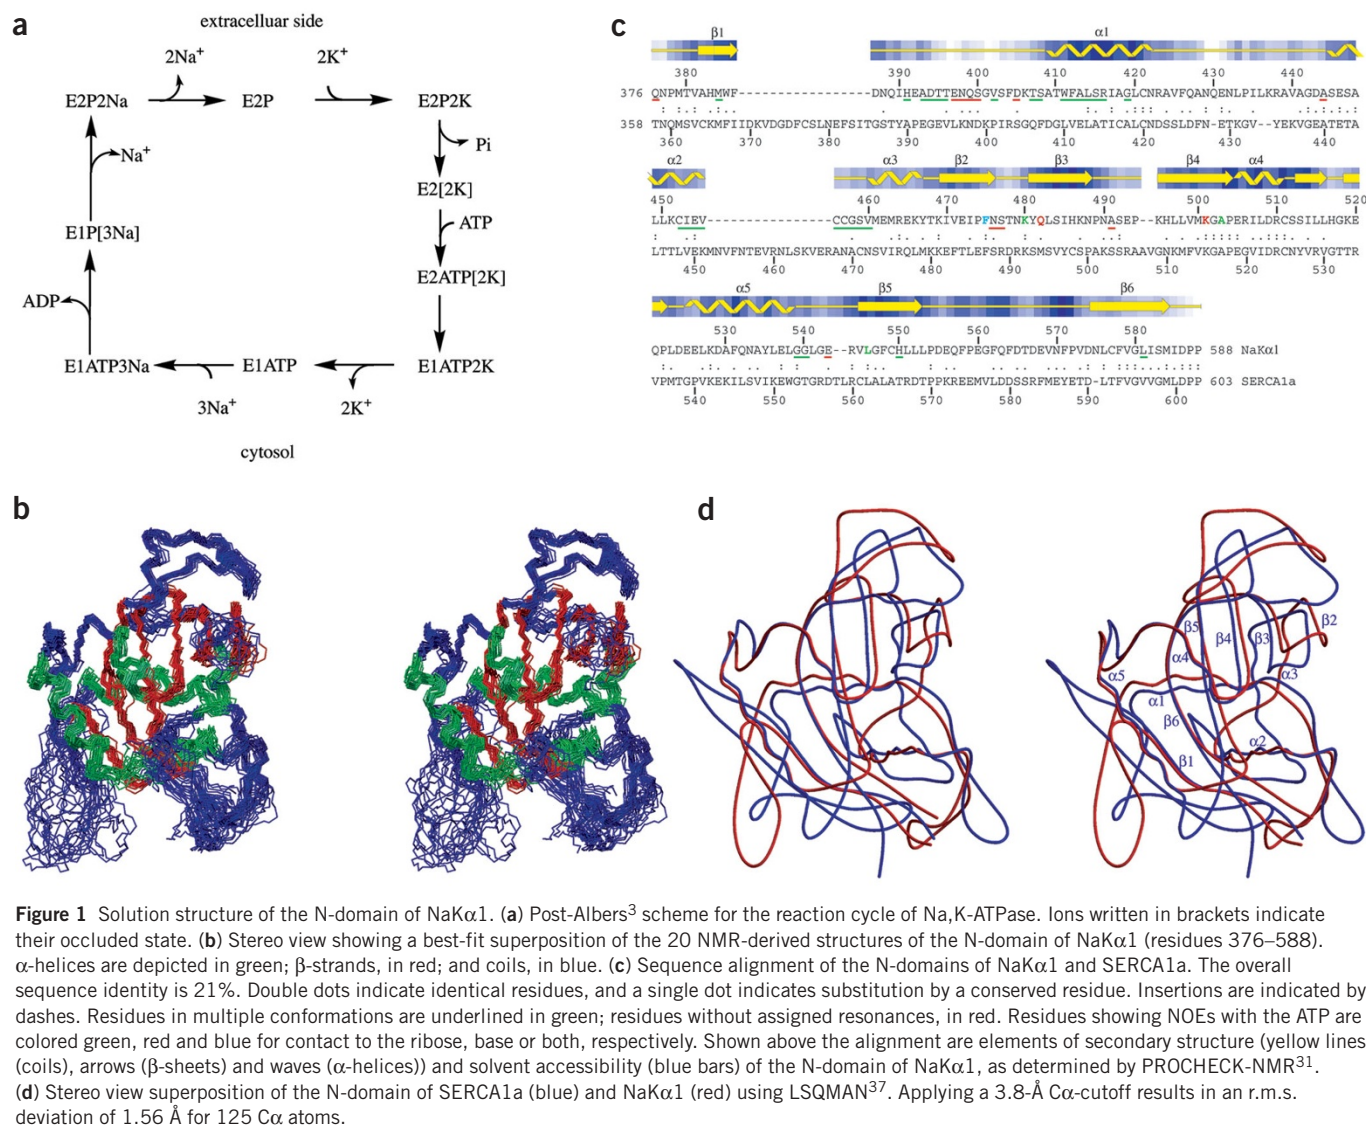 a
extracelluar side
2Na+
2K+
E2P2Na
E2P
E2P2K
Na+
Pi
E2[2K]
ATP
E1P[3Na]
E2ATP[2K]
ADP
E1ATP3Na
E1ATP
E1ATP2K
3Na+
2K+
cytosol
c
β1
α1
380
390 400 410 420 430 440
376 QNPMTVAHMWF-----------------DNQIHEADTTENQSGVSFDKTSATWFALSRIAGLCNRAVFQANQENLPILKRAVAGDASESA
358 TNQMSVCKMFIIDKVDGDFCSLNEFSITGSTYAPEGEVLKNDKPIRSGQFDGLVELATICALCNDSSLDFN-ETKGV--YEKVGEATETA
360 370 380 390 400 410 420 430 440
α2
α3 β2 β3
β4 α4
450 460 470 480 490 500 510 520
LLKCIEV----------------CCGSVMEMREKYTKIVEIPFNSTNKYQLSIHKNPNASEP--KHLLVMKGAPERILDRCSSILLHGKE
LTTLVEKMNVFNTEVRNLSKVERANACNSVIRQLMKKEFTLEFSRDRKSMSVYCSPAKSSRAAVGNKMFVKGAPEGVIDRCNYVRVGTTR
450 460 470 480 490 500 510 520 530
α5 β5 β6
530 540 550 560 570 580
QPLDEELKDAFQNAYLELGGLGE--RVLGFCHLLLPDEQFPEGFQFDTDEVNFPVDNLCFVGLISMIDPP 588 NaKα1
VPMTGPVKEKILSVIKEWGTGRDTLRCLALATRDTPPKREEMVLDDSSRFMEYETD-LTFVGVVGMLDPP 603 SERCA1a
540 550 560 570 580 590 600
b
d
β5
β4
β3
β2
α4
α5
α3
α1
β6
α2
β1
Figure 1 Solution structure of the N-domain of NaKα1. (a) Post-Albers3 scheme for the reaction cycle of Na,K-ATPase. Ions written in brackets indicate
their occluded state. (b) Stereo view showing a best-fit superposition of the 20 NMR-derived structures of the N-domain of NaKα1 (residues 376–588).
α-helices are depicted in green; β-strands, in red; and coils, in blue. (c) Sequence alignment of the N-domains of NaKα1 and SERCA1a. The overall
sequence identity is 21%. Double dots indicate identical residues, and a single dot indicates substitution by a conserved residue. Insertions are indicated by
dashes. Residues in multiple conformations are underlined in green; residues without assigned resonances, in red. Residues showing NOEs with the ATP are
colored green, red and blue for contact to the ribose, base or both, respectively. Shown above the alignment are elements of secondary structure (yellow lines
(coils), arrows (β-sheets) and waves (α-helices)) and solvent accessibility (blue bars) of the N-domain of NaKα1, as determined by PROCHECK-NMR31.
(d) Stereo view superposition of the N-domain of SERCA1a (blue) and NaKα1 (red) using LSQMAN37. Applying a 3.8-Å Cα-cutoff results in an r.m.s.
deviation of 1.56 Å for 125 Cα atoms.